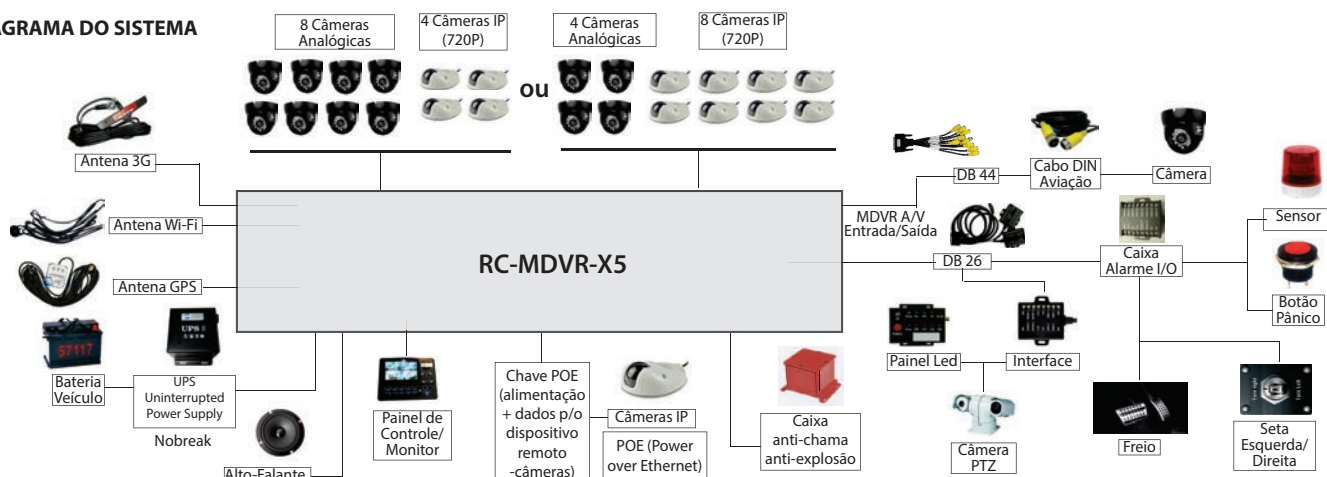 AGRAMA DO SISTEMA
8 Câmeras
Analógicas
4 Câmeras IP
(720P)
ou
4 Câmeras
Analógicas
8 Câmeras IP
(720P)
Antena 3G
Antena Wi-Fi
Antena GPS
RC-MDVR-X5
MDVR A/V
Entrada/Saída
DB 44
Cabo DIN
Aviação
Câmera
DB 26
Caixa
Alarme I/O
Sensor
Botão
Pânico
57117
Bateria
Veículo
UPS
UPS
Uninterrupted
Power Supply
Nobreak
Alto-Falante
Painel de
Controle/
Monitor
Chave POE
(alimentação
+ dados p/o
dispositivo
remoto
-câmeras)
Câmeras IP
POE (Power
over Ethernet)
Caixa
anti-chama
anti-explosão
Painel Led
Interface
Câmera
PTZ
Freio
Seta
Esquerda/
Direita